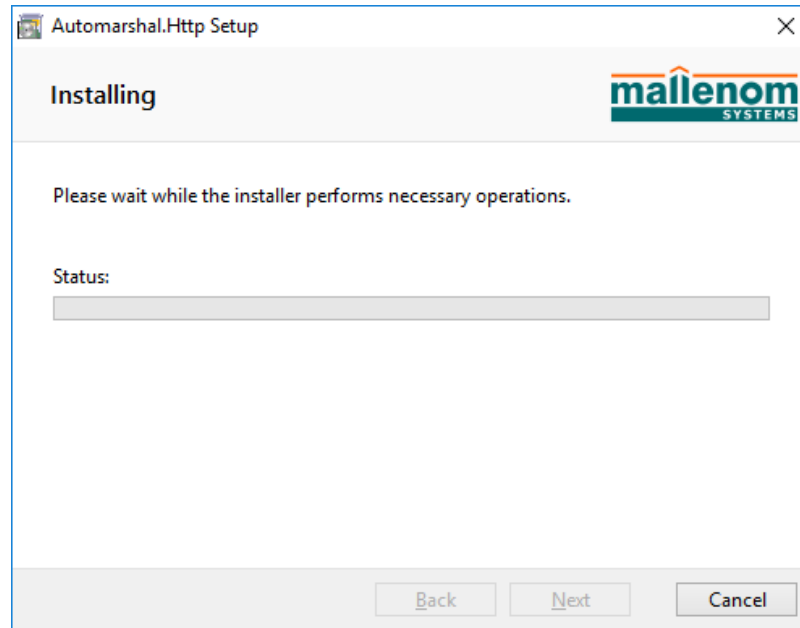 Automarshal.Http Setup
Installing
mallenom
SYSTEMS
Please wait while the installer performs necessary operations.
Status:
Back
Next
Cancel